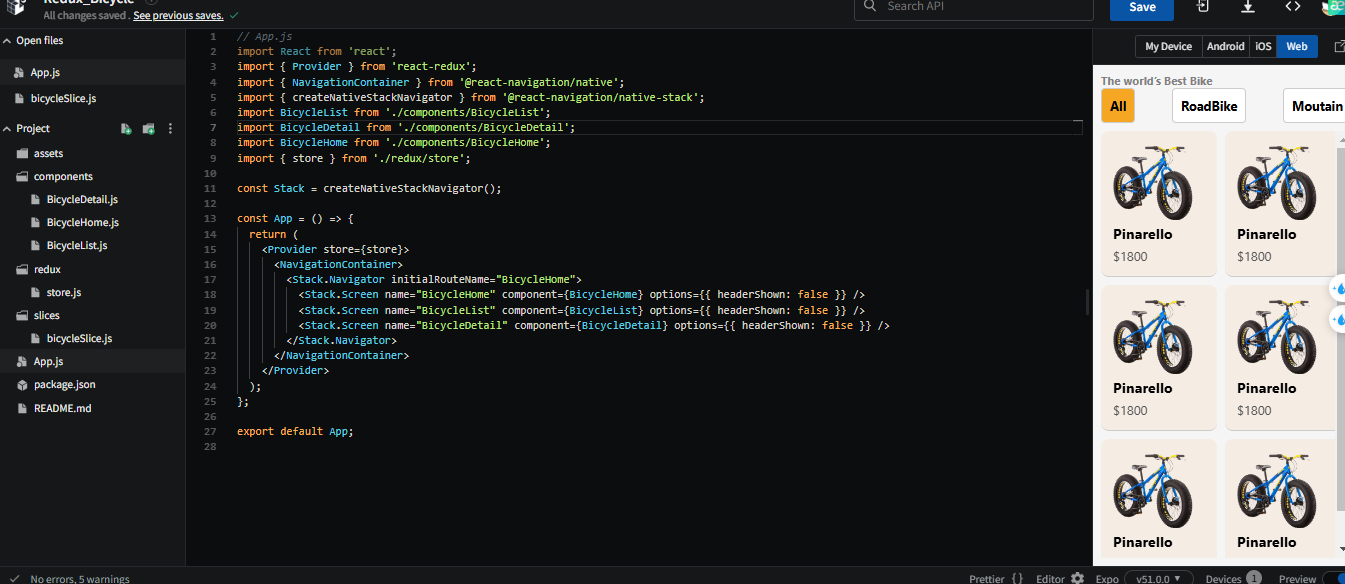 Redux_Bicycle
All changes saved . See previous saves.
Search API
Save
Open files
App.js
bicycleSlice.js
Project
assets
components
BicycleDetail.js
BicycleHome.js
BicycleList.js
redux
store.js
slices
bicycleSlice.js
App.js
package.json
README.md
1 // App.js
2 import React from 'react';
3 import { Provider } from 'react-redux';
4 import { NavigationContainer } from '@react-navigation/native';
5 import { createNativeStackNavigator } from '@react-navigation/native-stack';
6 import BicycleList from './components/BicycleList';
7 import BicycleDetail from './components/BicycleDetail';
8 import BicycleHome from './components/BicycleHome';
9 import { store } from './redux/store';
10
11 const Stack = createNativeStackNavigator();
12
13 const App = () => {
14 return (
15 <Provider store={store}>
16 <NavigationContainer>
17 <Stack.Navigator initialRouteName="BicycleHome">
18 <Stack.Screen name="BicycleHome" component={BicycleHome} options={{ headerShown: false }} />
19 <Stack.Screen name="BicycleList" component={BicycleList} options={{ headerShown: false }} />
20 <Stack.Screen name="BicycleDetail" component={BicycleDetail} options={{ headerShown: false }} />
21 </Stack.Navigator>
22 </NavigationContainer>
23 </Provider>
24 );
25 };
26
27 export default App;
28
My Device Android iOS Web
The world's Best Bike
All RoadBike Moutain
Pinarello Pinarello
$1800 $1800
Pinarello Pinarello
$1800 $1800
Pinarello Pinarello
No errors, 5 warnings
Prettier { } Editor Expo v51.0.0 Devices 1 Preview